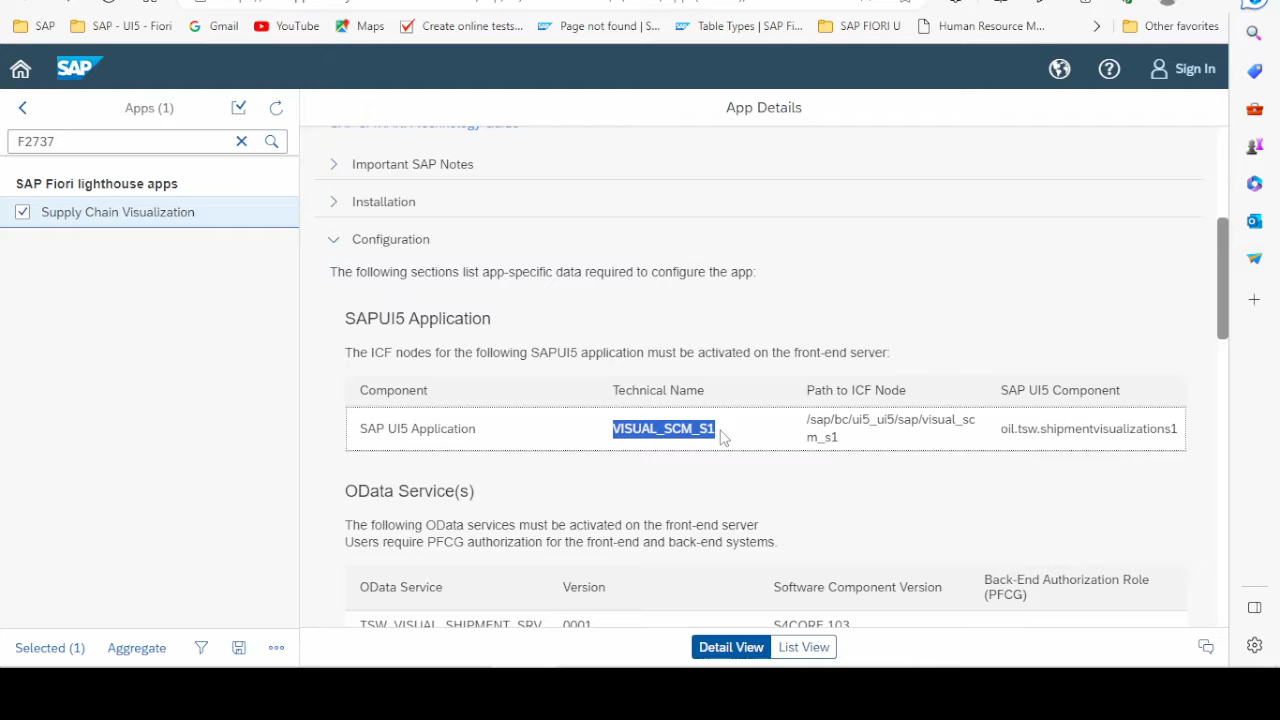 SAP
SAP - UI5 - Fiori
Gmail
YouTube
Maps
Create online tests...
Page not found | S...
Table Types | SAP Fi...
SAP FIORI U
Human Resource M...
Other favorites
SAP
Sign In
Apps (1)
App Details
F2737
SAP Fiori lighthouse apps
Supply Chain Visualization
Important SAP Notes
Installation
Configuration
The following sections list app-specific data required to configure the app:
SAPUI5 Application
The ICF nodes for the following SAPUI5 application must be activated on the front-end server:
Component Technical Name Path to ICF Node SAP UI5 Component
SAP UI5 Application VISUAL_SCM_S1 /sap/bc/ui5_ui5/sap/visual_sc oil.tsw.shipmentvisualizations1
m_s1
OData Service(s)
The following OData services must be activated on the front-end server
Users require PFCG authorization for the front-end and back-end systems.
OData Service Version Software Component Version Back-End Authorization Role
(PFCG)
TSW_VISUAL_SHIPMENT_SRV 0001 S4CORE 103
Selected (1) Aggregate
Detail View List View